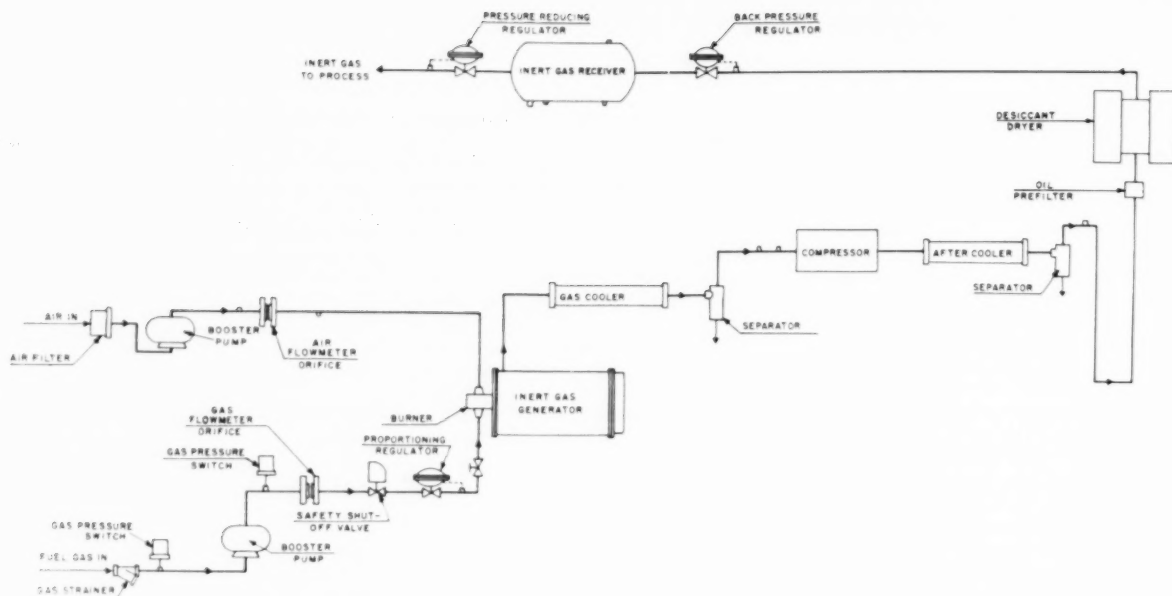 PRESSURE REDUCING
REGULATOR
BACK PRESSURE
REGULATOR
INERT GAS
TO PROCESS
INERT GAS RECEIVER
DESICCANT
DRYER
OIL
PREFILTER
COMPRESSOR
AFTER COOLER
SEPARATOR
GAS COOLER
SEPARATOR
AIR IN
AIR FILTER
BOOSTER
PUMP
AIR
FLOWMETER
ORIFICE
INERT GAS
GENERATOR
BURNER
GAS
FLOWMETER
ORIFICE
PROPORTIONING
REGULATOR
GAS PRESSURE
SWITCH
SAFETY SHUT-
OFF VALVE
GAS PRESSURE
SWITCH
BOOSTER
PUMP
FUEL GAS IN
GAS STRAINER